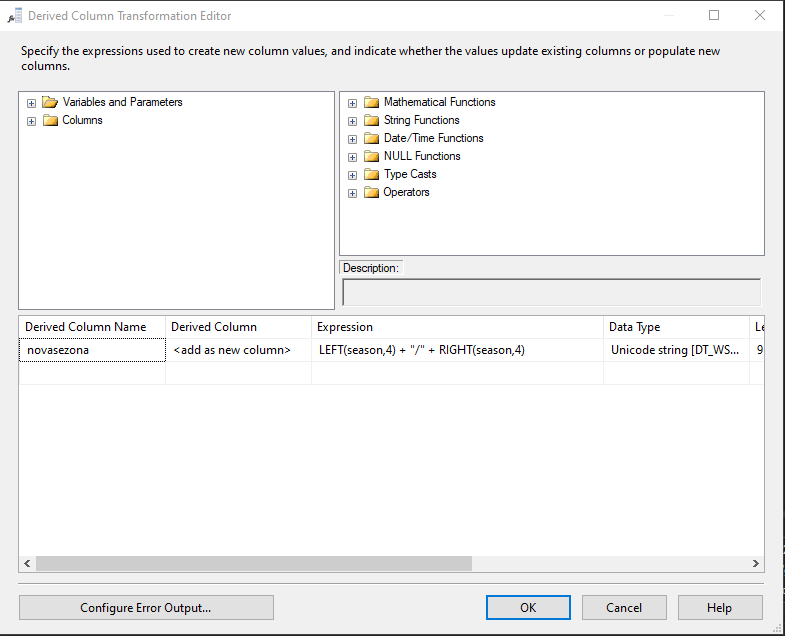 Derived Column Transformation Editor
Specify the expressions used to create new column values, and indicate whether the values update existing columns or populate new
columns.
Variables and Parameters
Columns
Mathematical Functions
String Functions
Date/Time Functions
NULL Functions
Type Casts
Operators
Description:
Derived Column Name Derived Column Expression Data Type Le
novasezona <add as new column> LEFT(season,4) + "/" + RIGHT(season,4) Unicode string [DT_WS... 9
Configure Error Output... OK Cancel Help